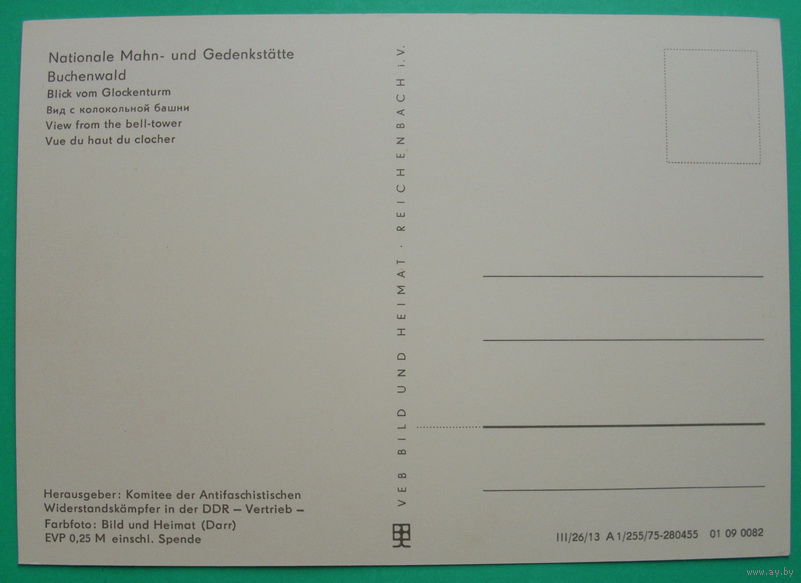 Nationale Mahn- und Gedenkstätte
Buchenwald
Blick vom Glockenturm
Вид с колокольной башни
View from the bell-tower
Vue du haut du clocher
Herausgeber: Komitee der Antifaschistischen
Widerstandskämpfer in der DDR – Vertrieb –
Farbfoto: Bild und Heimat (Darr)
EVP 0,25 M einschl. Spende
VEB BILD UND HEIMAT · REICHENBACH i. V.
III/26/13 A 1/255/75-280455 01 09 0082
www.ay.by